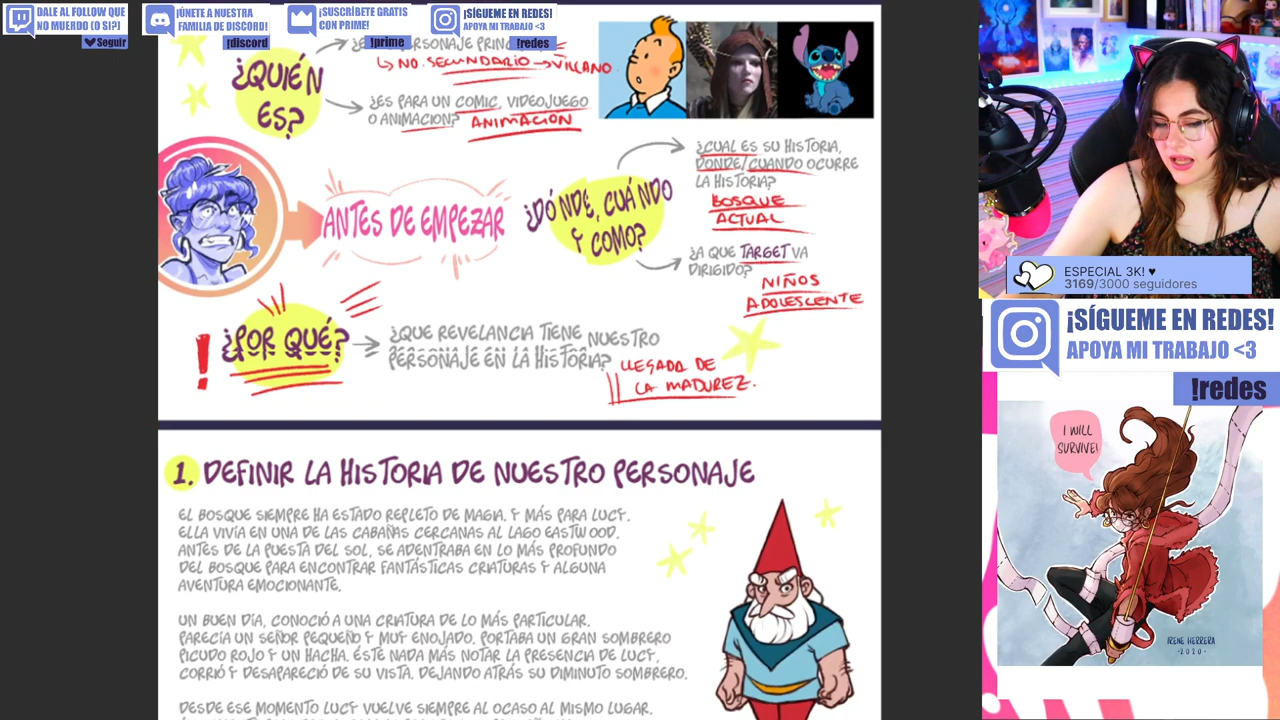 DALE AL FOLLOW QUE
NO MUERDO (O SI?)
Seguir
¡ÚNETE A NUESTRA
FAMILIA DE DISCORD!
!discord
¡SUSCRÍBETE GRATIS
CON PRIME!
!prime
¡SÍGUEME EN REDES!
APOYA MI TRABAJO <3
!redes
¿QUIÉN
ES?
NO. SECUNDARIO → VILLANO
¿ES PARA UN COMIC, VIDEOJUEGO
O ANIMACION? ANIMACIÓN
ANTES DE EMPEZAR
¿DÓNDE, CUÁNDO
Y COMO?
¿CUAL ES SU HISTORIA,
DONDE/CUANDO OCURRE
LA HISTORIA?
BOSQUE
ACTUAL
¿A QUE TARGET VA
DIRIGIDO?
NIÑOS
ADOLESCENTE
! ¿POR QUÉ?
¿QUE REVELANCIA TIENE NUESTRO
PERSONAJE EN LA HISTORIA?
LLEGADA DE
LA MADUREZ.
1. DEFINIR LA HISTORIA DE NUESTRO PERSONAJE
EL BOSQUE SIEMPRE HA ESTADO REPLETO DE MAGIA. Y MÁS PARA LUCY.
ELLA VIVÍA EN UNA DE LAS CABAÑAS CERCANAS AL LAGO EASTWOOD.
ANTES DE LA PUESTA DEL SOL, SE ADENTRABA EN LO MÁS PROFUNDO
DEL BOSQUE PARA ENCONTRAR FANTÁSTICAS CRIATURAS Y ALGUNA
AVENTURA EMOCIONANTE.
UN BUEN DÍA, CONOCIÓ A UNA CRIATURA DE LO MÁS PARTICULAR.
PARECÍA UN SEÑOR PEQUEÑO Y MUY ENOJADO. PORTABA UN GRAN SOMBRERO
PICUDO ROJO Y UN HACHA. ÉSTE NADA MÁS NOTAR LA PRESENCIA DE LUCY,
CORRIÓ Y DESAPARECIÓ DE SU VISTA. DEJANDO ATRÁS SU DIMINUTO SOMBRERO.
DESDE ESE MOMENTO LUCY VUELVE SIEMPRE AL OCASO AL MISMO LUGAR.
ESPECIAL 3K! ♥
3169/3000 seguidores
¡SÍGUEME EN REDES!
APOYA MI TRABAJO <3
!redes
I WILL
SURVIVE!
IRENE HERRERA
·2020·